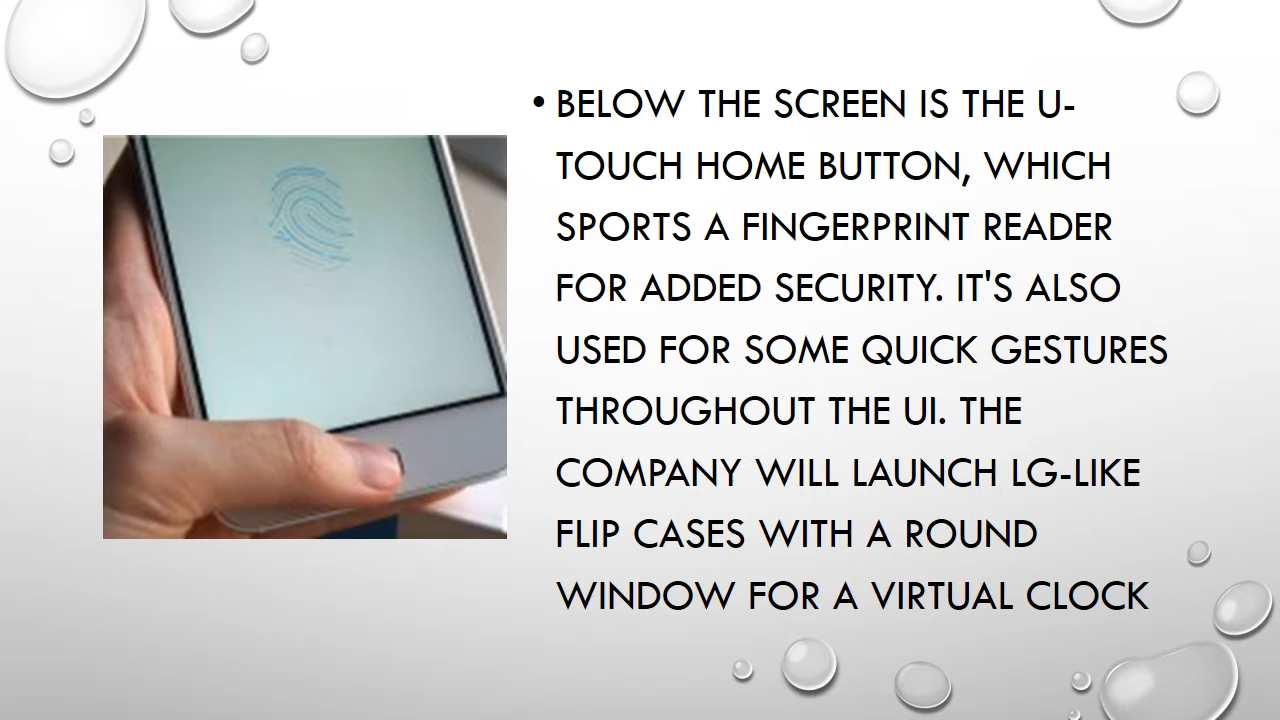 • BELOW THE SCREEN IS THE U-
TOUCH HOME BUTTON, WHICH
SPORTS A FINGERPRINT READER
FOR ADDED SECURITY. IT'S ALSO
USED FOR SOME QUICK GESTURES
THROUGHOUT THE UI. THE
COMPANY WILL LAUNCH LG-LIKE
FLIP CASES WITH A ROUND
WINDOW FOR A VIRTUAL CLOCK